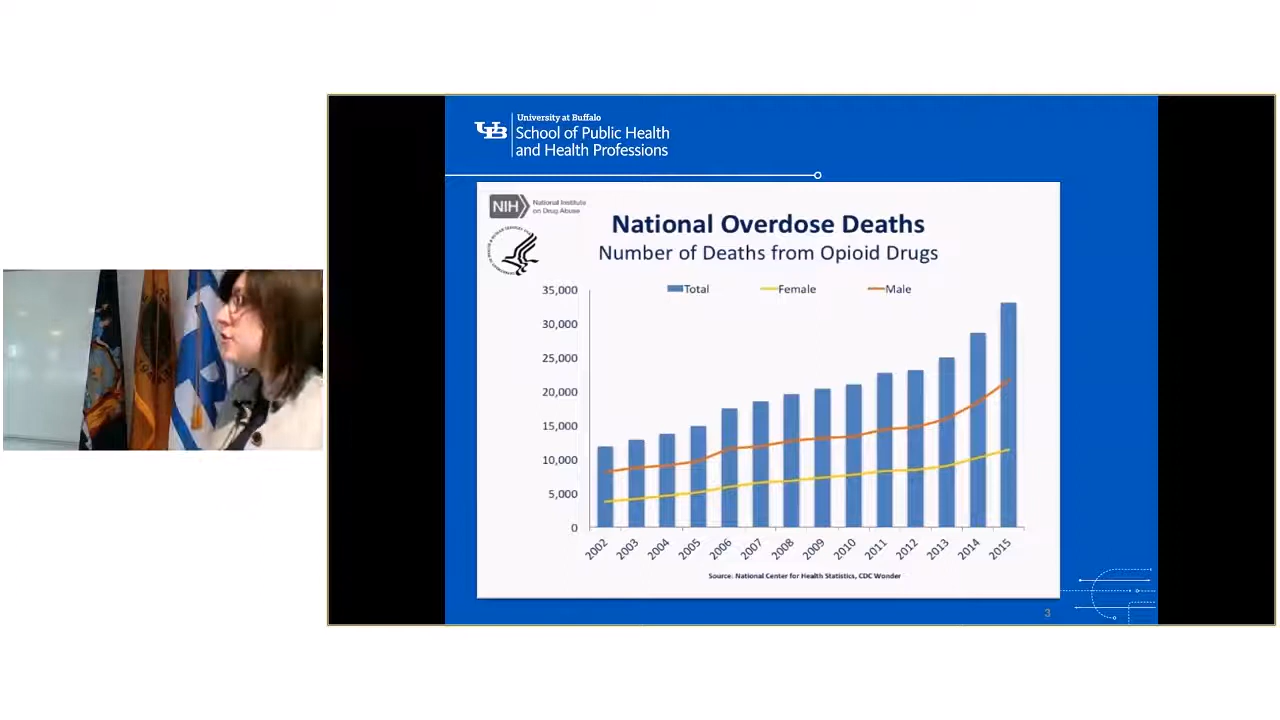 University at Buffalo
School of Public Health
and Health Professions
UB
NIH
National Institute
on Drug Abuse
National Overdose Deaths
Number of Deaths from Opioid Drugs
Total
Female
Male
35,000
30,000
25,000
20,000
15,000
10,000
5,000
0
2002
2003
2004
2005
2006
2007
2008
2009
2010
2011
2012
2013
2014
2015
Source: National Center for Health Statistics, CDC Wonder
3